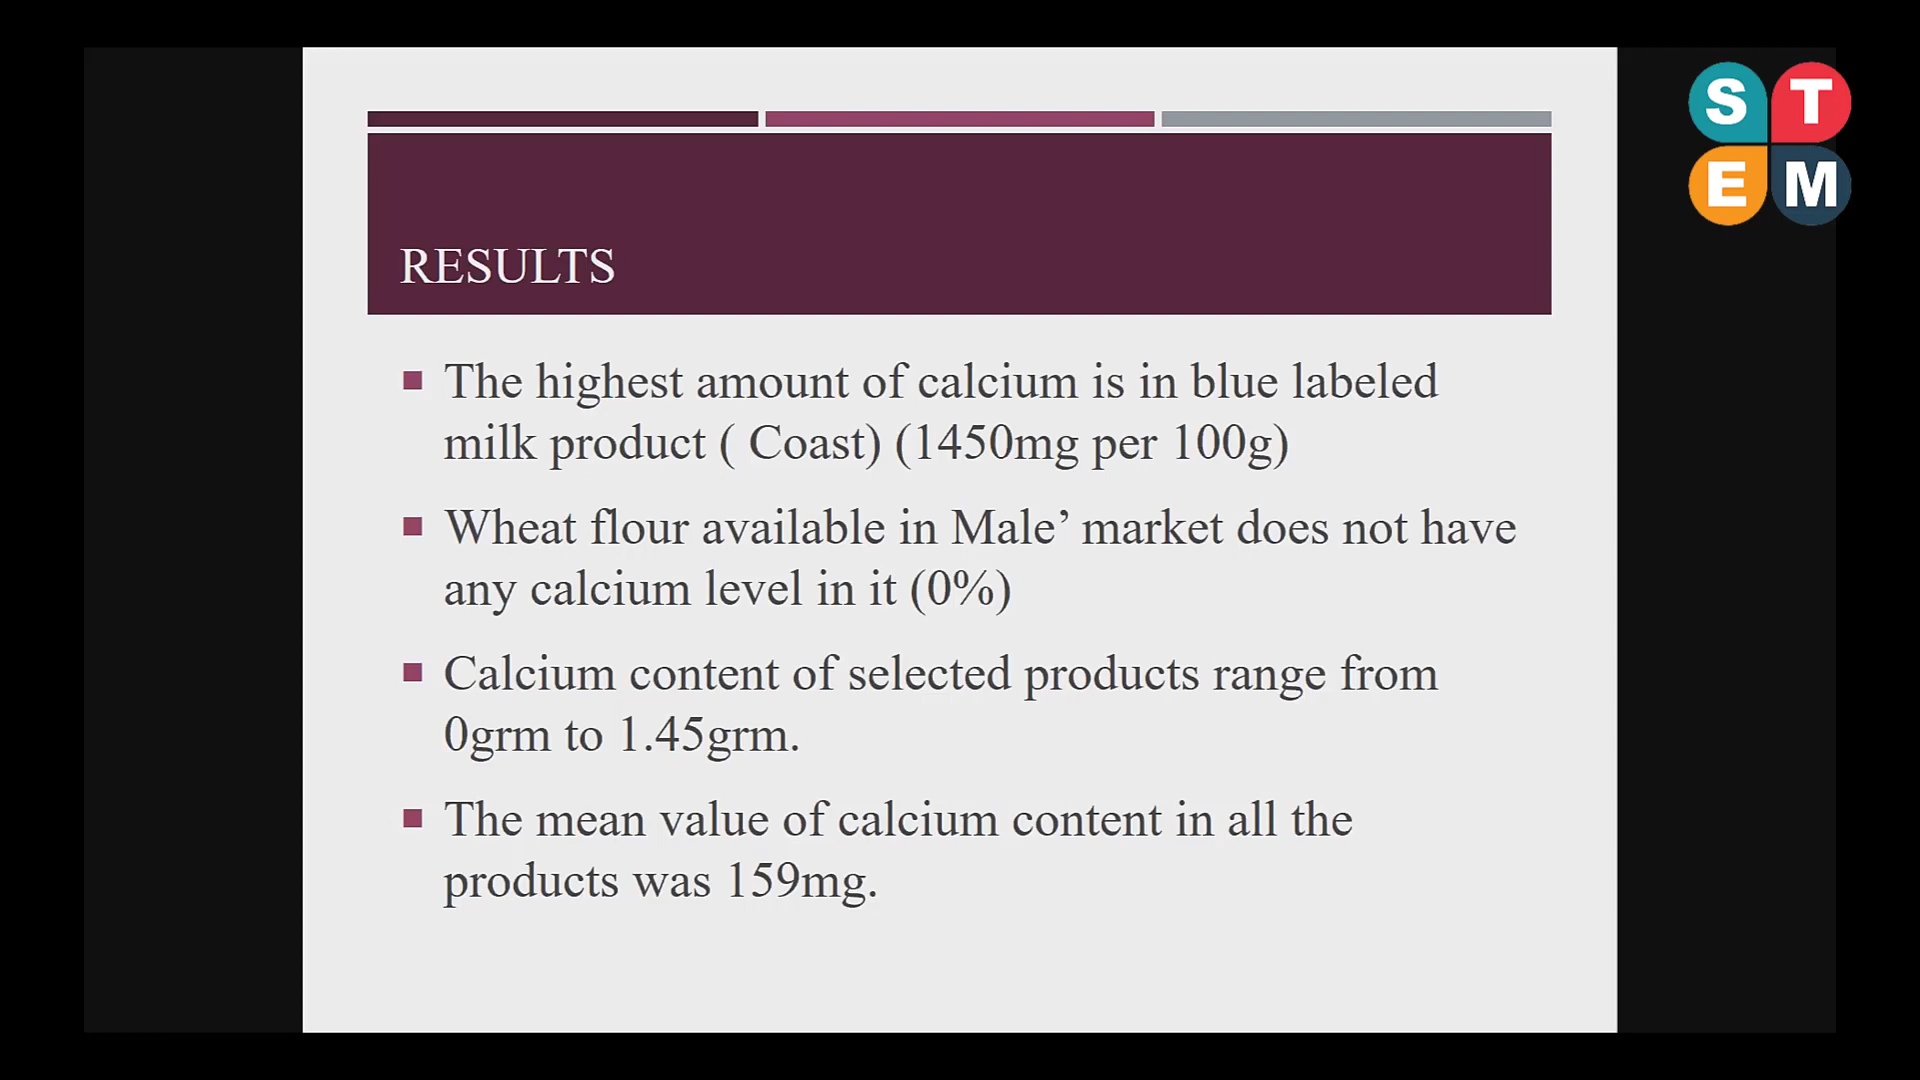 S T
E M
RESULTS
The highest amount of calcium is in blue labeled
milk product ( Coast) (1450mg per 100g)
Wheat flour available in Male’ market does not have
any calcium level in it (0%)
Calcium content of selected products range from
0grm to 1.45grm.
The mean value of calcium content in all the
products was 159mg.